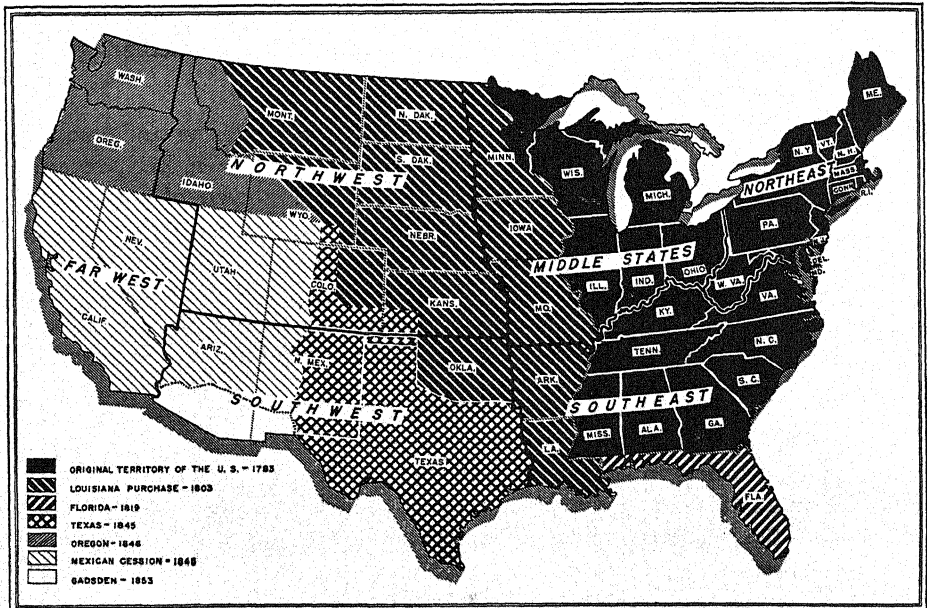 WASH.
OREG.
IDAHO
MONT.
N. DAK.
S. DAK.
WYO.
NEBR.
NORTHWEST
MINN.
WIS.
MICH.
IOWA
ME.
N.Y.
VT.
N.H.
MASS
CONN.
R.I.
NORTHEAS
PA.
DEL.
MIDDLE STATES
ILL.
IND.
OHIO
W. VA.
VA.
KY.
MO.
KANS.
NEV.
UTAH
COLO.
FAR WEST
CALIF.
ARIZ.
N. MEX.
OKLA.
ARK.
TENN.
N. C.
S. C.
SOUTHWEST
SOUTHEAST
MISS.
ALA.
GA.
LA.
TEXAS
FLA.
ORIGINAL TERRITORY OF THE U. S. - 1783
LOUISIANA PURCHASE - 1803
FLORIDA - 1819
TEXAS - 1845
OREGON - 1846
MEXICAN CESSION - 1848
GADSDEN - 1853